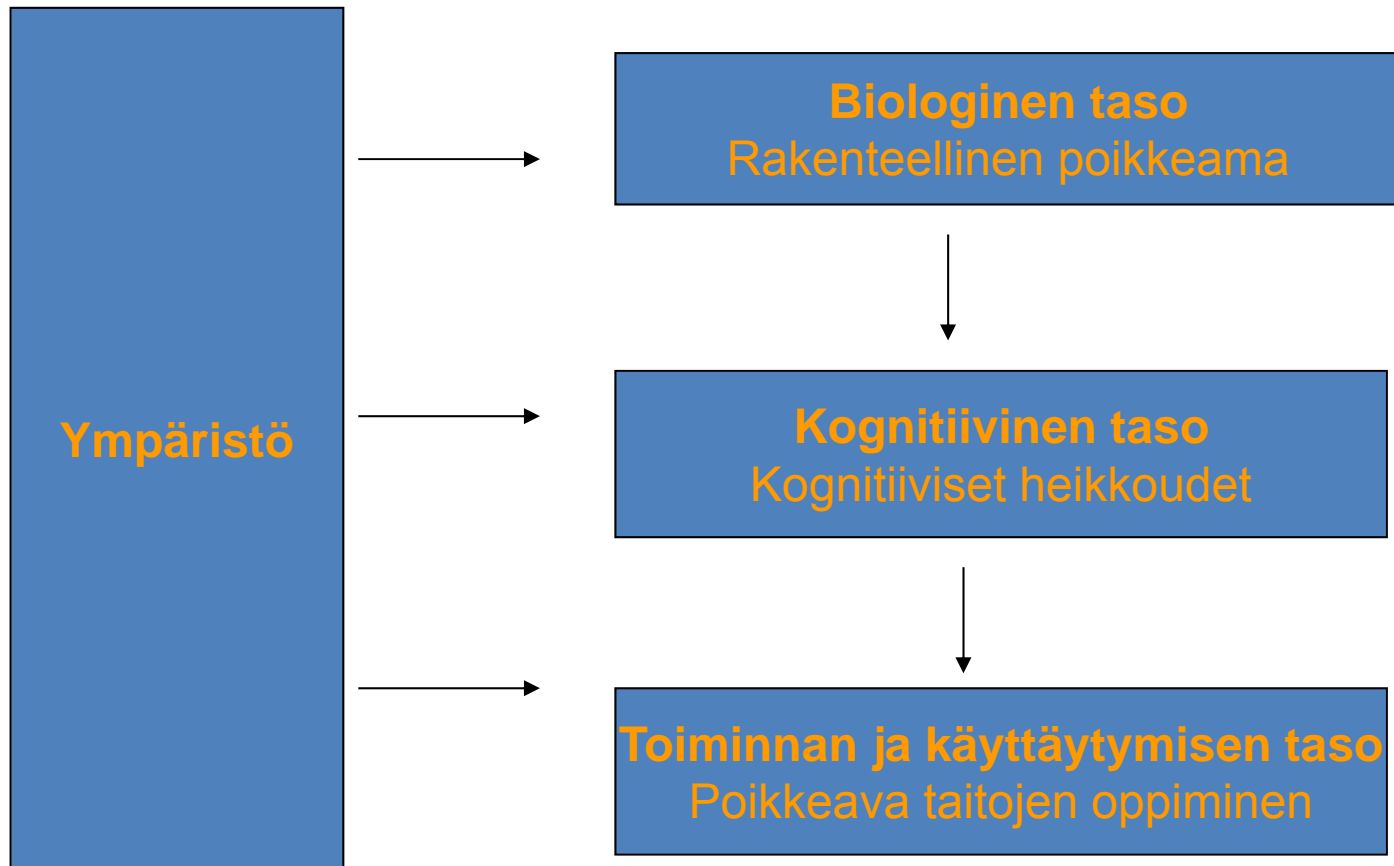 Ympäristö
Biologinen taso
Rakenteellinen poikkeama
Kognitiivinen taso
Kognitiiviset heikkoudet
Toiminnan ja käyttäytymisen taso
Poikkeava taitojen oppiminen